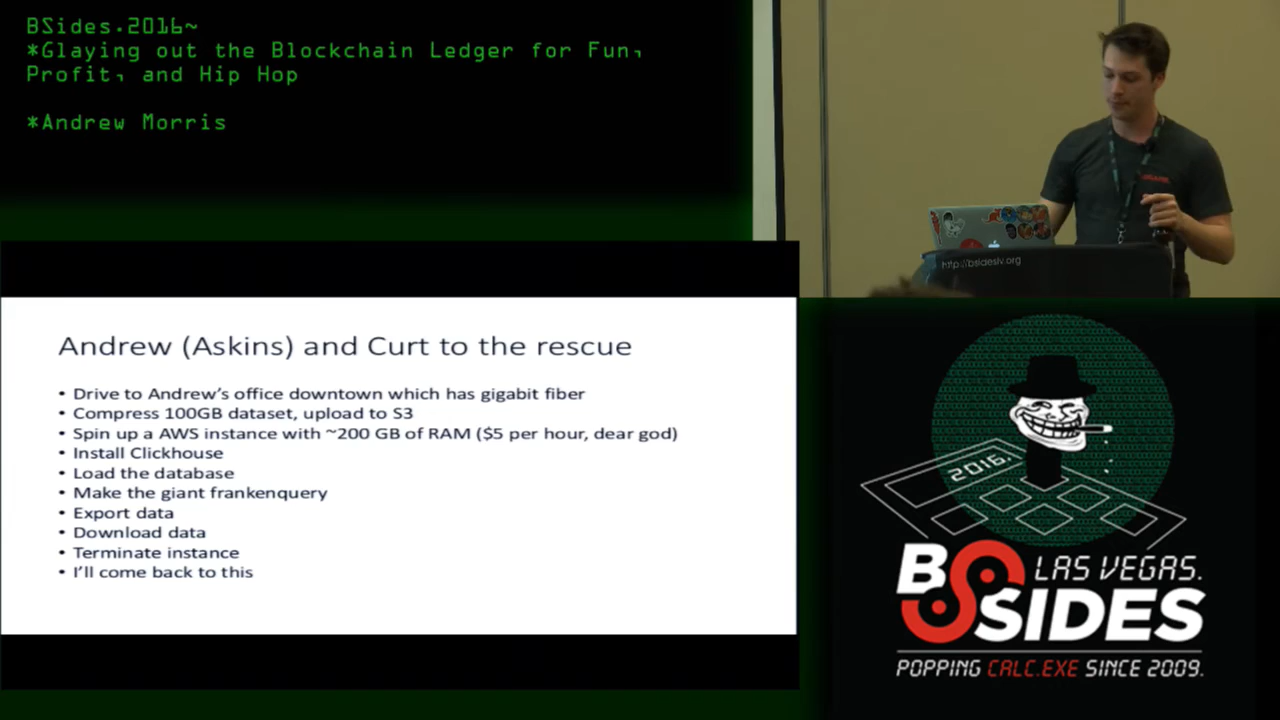 BSides.2016~
*Glaying out the Blockchain Ledger for Fun,
Profit, and Hip Hop
*Andrew Morris
http://bsideslv.org
Andrew (Askins) and Curt to the rescue
• Drive to Andrew's office downtown which has gigabit fiber
• Compress 100GB dataset, upload to S3
• Spin up a AWS instance with ~200 GB of RAM ($5 per hour, dear god)
• Install Clickhouse
• Load the database
• Make the giant frankenquery
• Export data
• Download data
• Terminate instance
• I'll come back to this
2016.
BSIDES
LAS VEGAS.
POPPING CALC.EXE SINCE 2009.